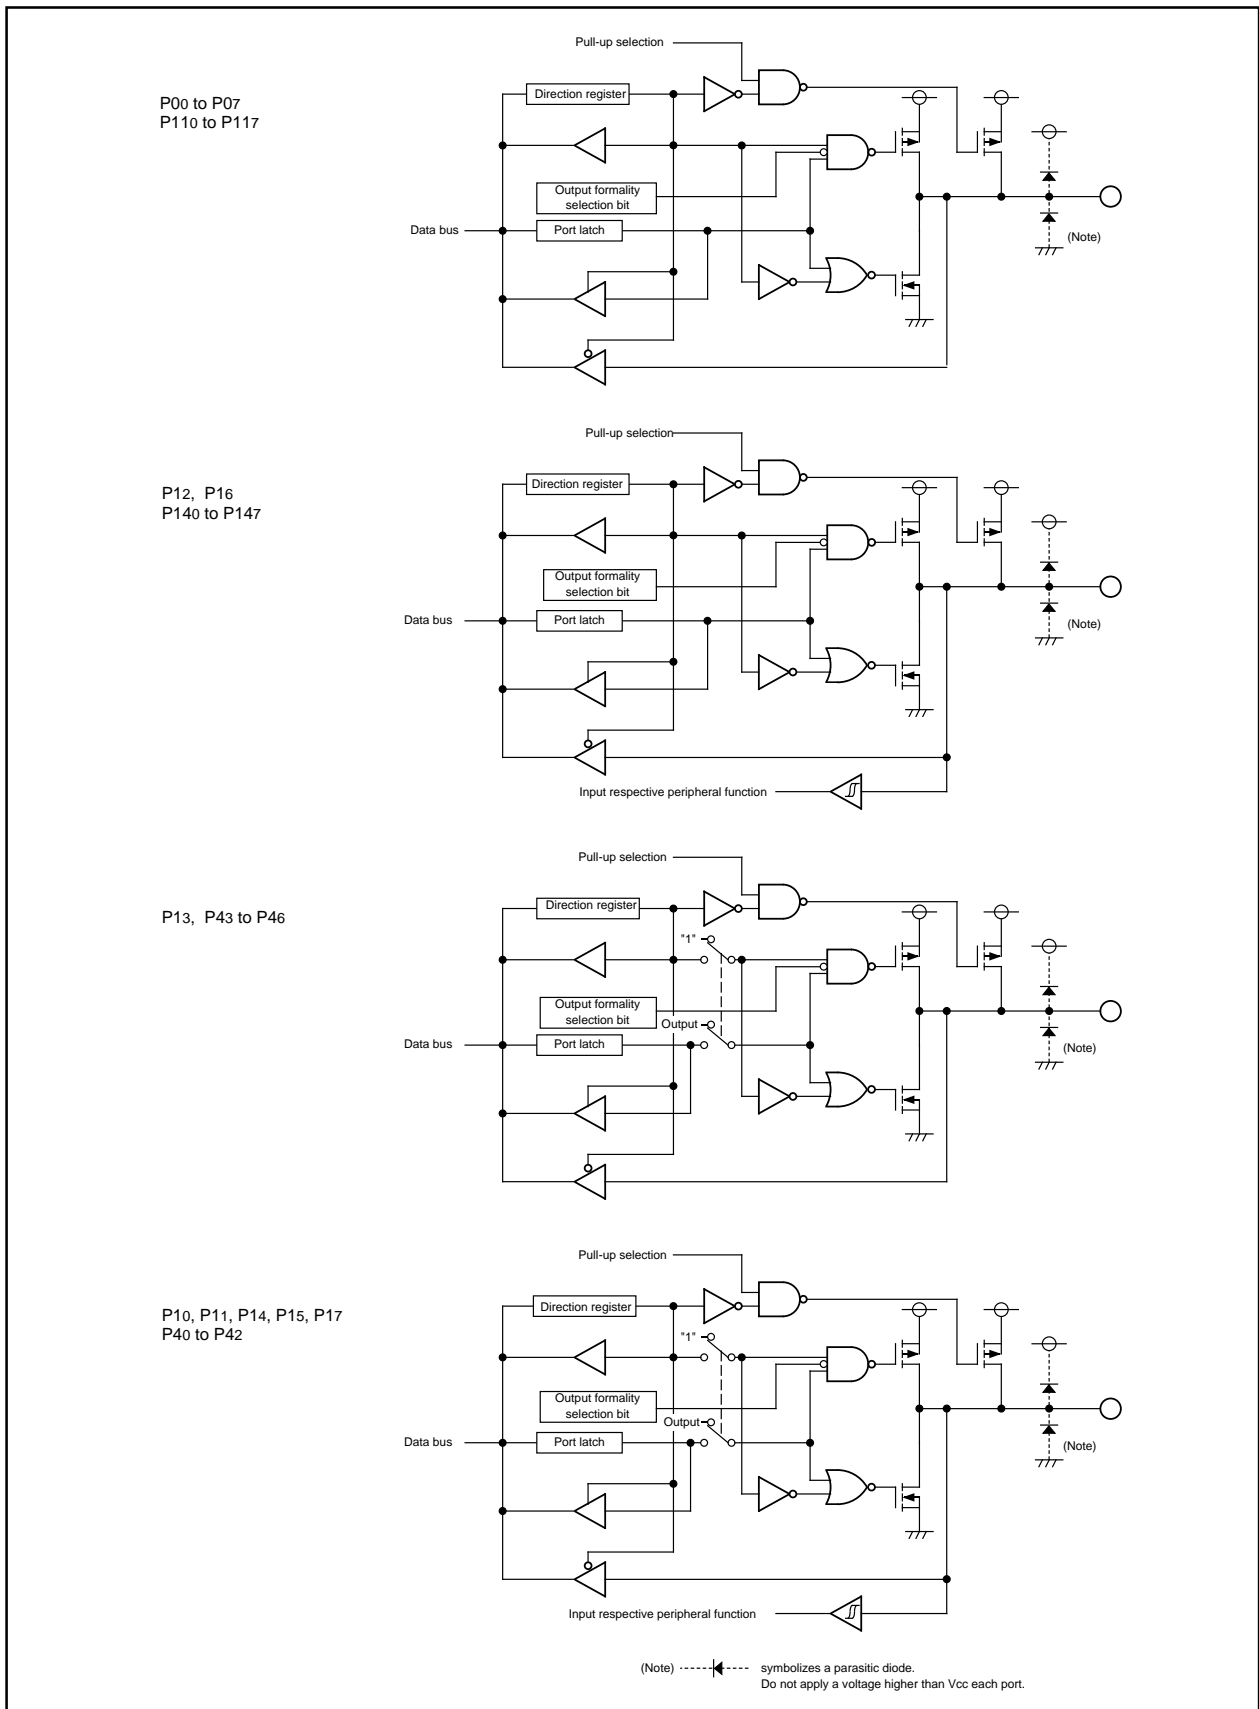 Pull-up selection
P00 to P07
P110 to P117
Direction register
Output formality
selection bit
Data bus
Port latch
(Note)
Pull-up selection
P12, P16
P140 to P147
Direction register
Output formality
selection bit
Data bus
Port latch
(Note)
Input respective peripheral function
Pull-up selection
P13, P43 to P46
Direction register
"1"
Output formality
selection bit
Output
Data bus
Port latch
(Note)
Pull-up selection
P10, P11, P14, P15, P17
P40 to P42
Direction register
"1"
Output formality
selection bit
Output
Data bus
Port latch
(Note)
Input respective peripheral function
(Note) symbolizes a parasitic diode.
Do not apply a voltage higher than Vcc each port.